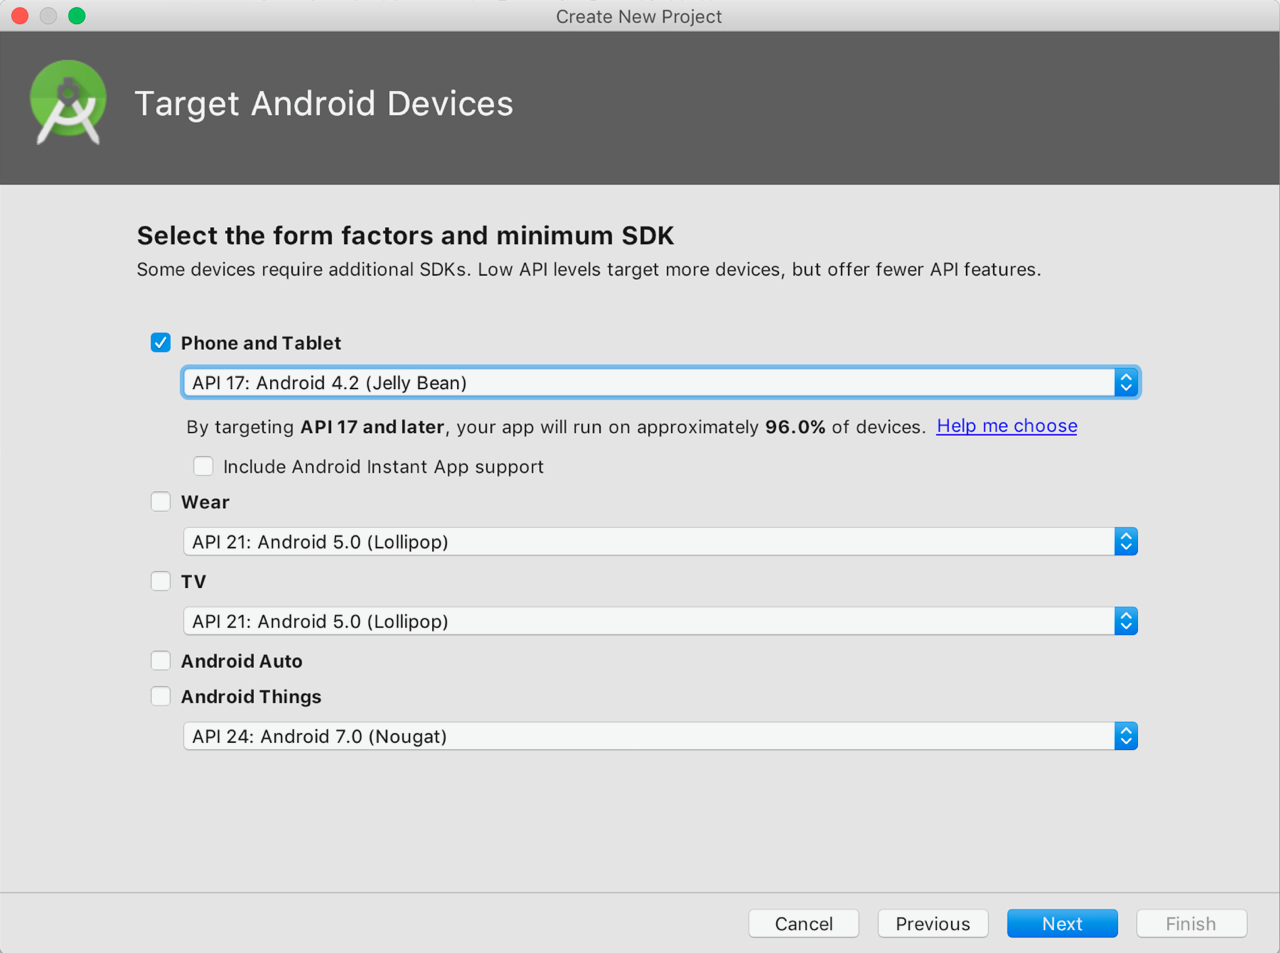 Create New Project
Target Android Devices
Select the form factors and minimum SDK
Some devices require additional SDKs. Low API levels target more devices, but offer fewer API features.
Phone and Tablet
API 17: Android 4.2 (Jelly Bean)
By targeting API 17 and later, your app will run on approximately 96.0% of devices. Help me choose
Include Android Instant App support
Wear
API 21: Android 5.0 (Lollipop)
TV
API 21: Android 5.0 (Lollipop)
Android Auto
Android Things
API 24: Android 7.0 (Nougat)
Cancel Previous Next Finish